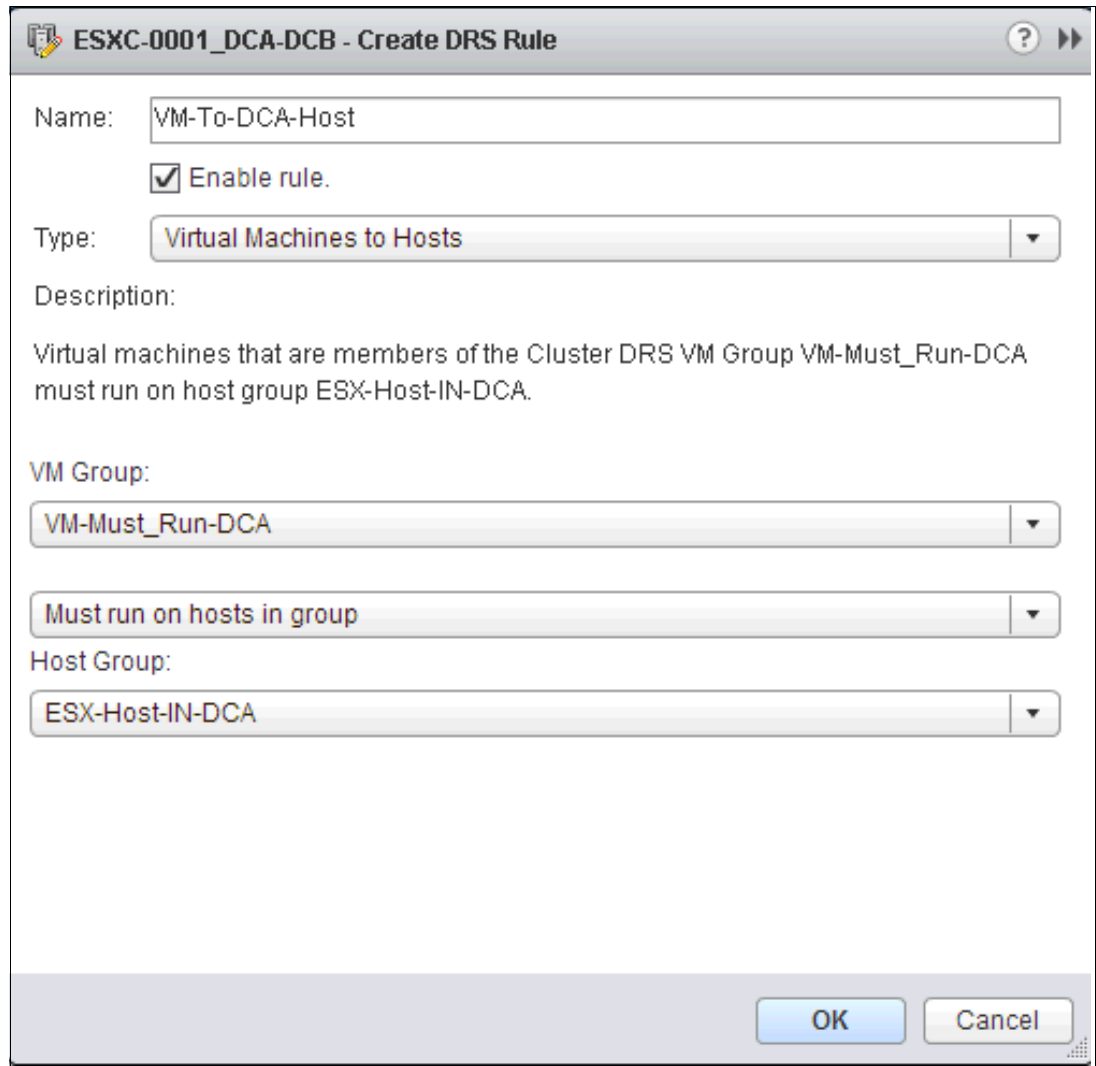 ESXC-0001_DCA-DCB - Create DRS Rule ?
Name: VM-To-DCA-Host
Enable rule.
Type: Virtual Machines to Hosts
Description:
Virtual machines that are members of the Cluster DRS VM Group VM-Must_Run-DCA
must run on host group ESX-Host-IN-DCA.
VM Group:
VM-Must_Run-DCA
Must run on hosts in group
Host Group:
ESX-Host-IN-DCA
OK Cancel